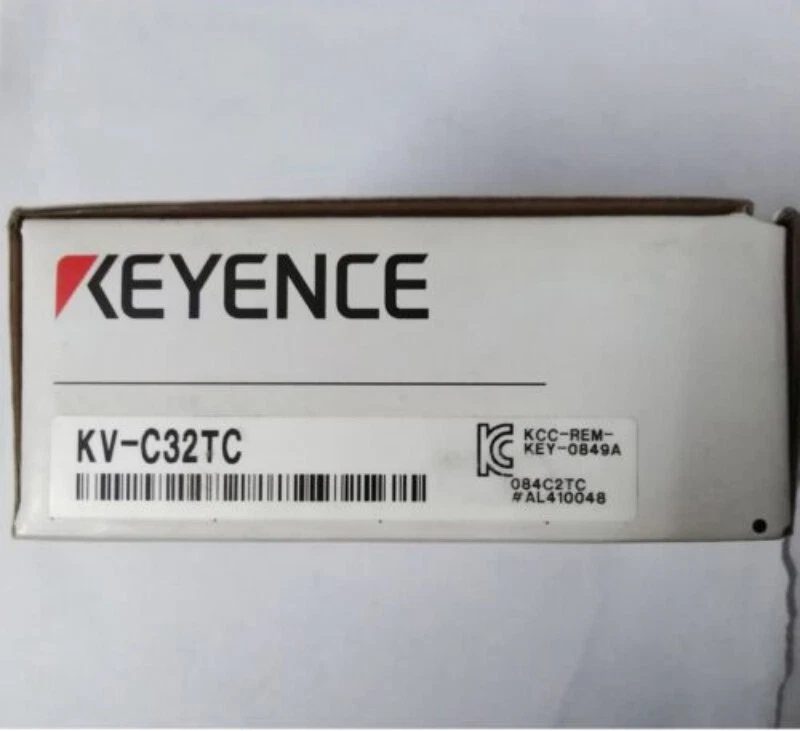 KEYENCE
KV-C32TC
KCC-REM-
KEY-0849A
084C2TC
#AL410048